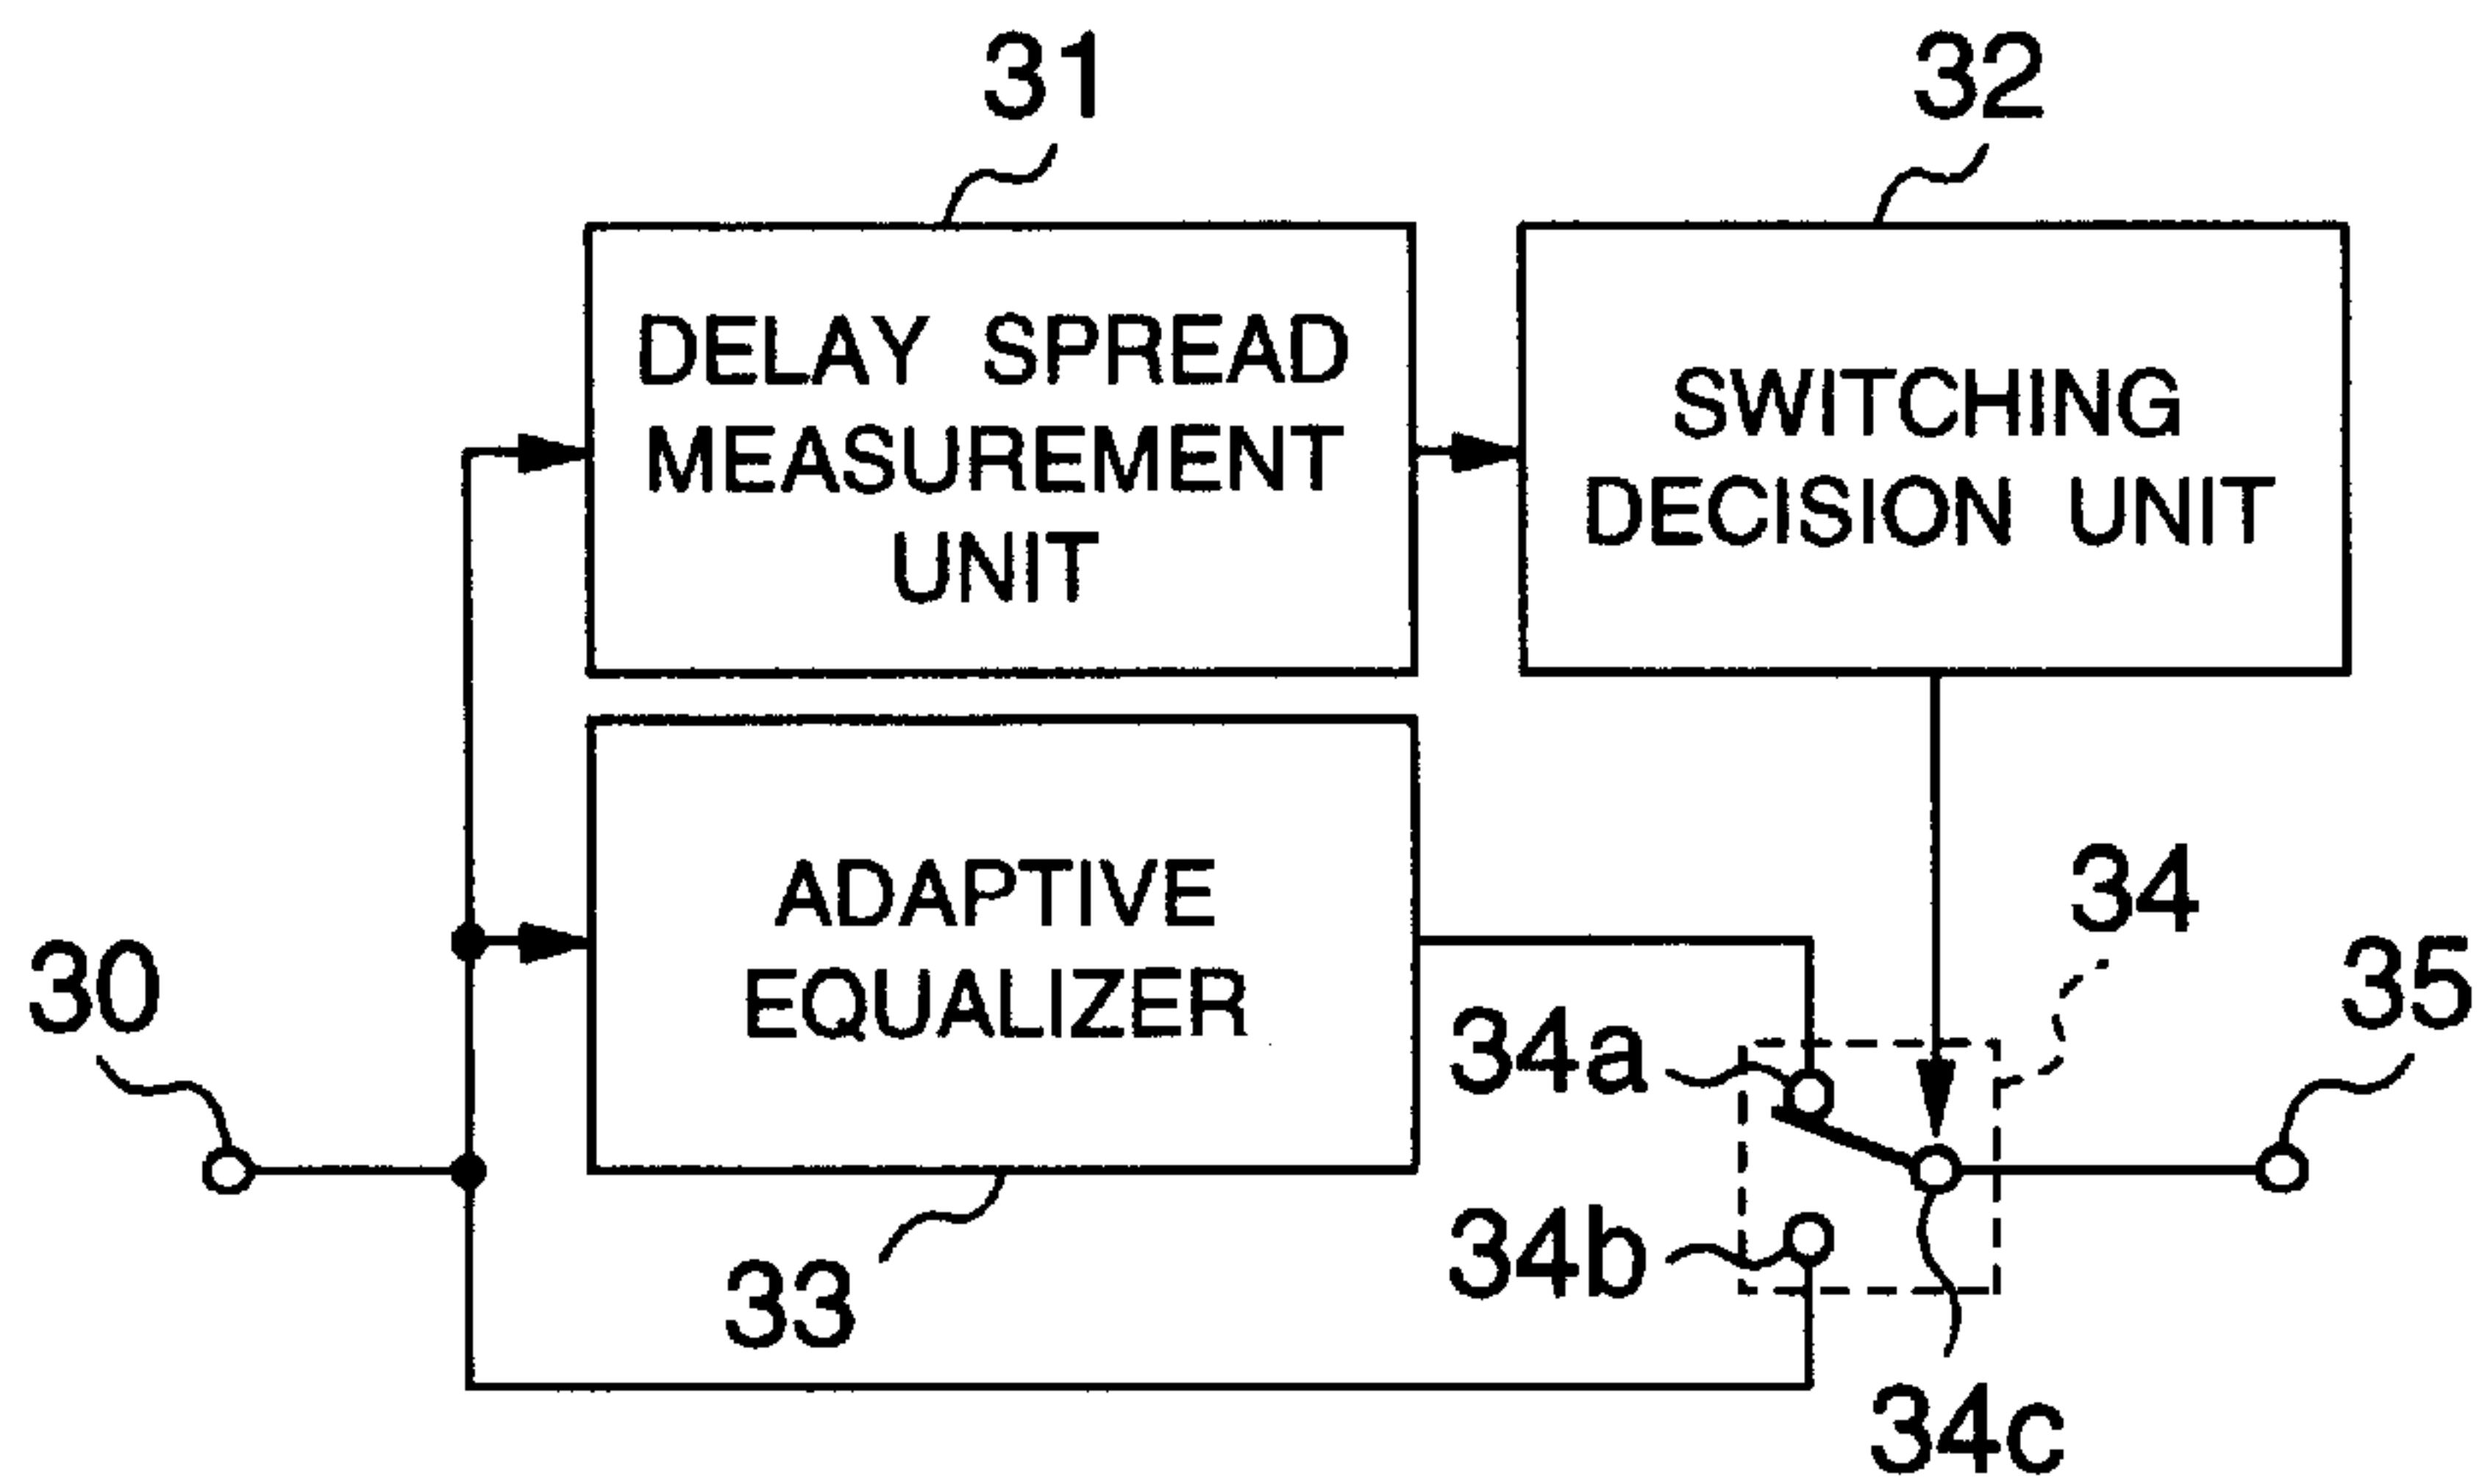 31
32
DELAY SPREAD
MEASUREMENT
UNIT
SWITCHING
DECISION UNIT
34
30
35
ADAPTIVE
EQUALIZER
34a
34b
33
34c